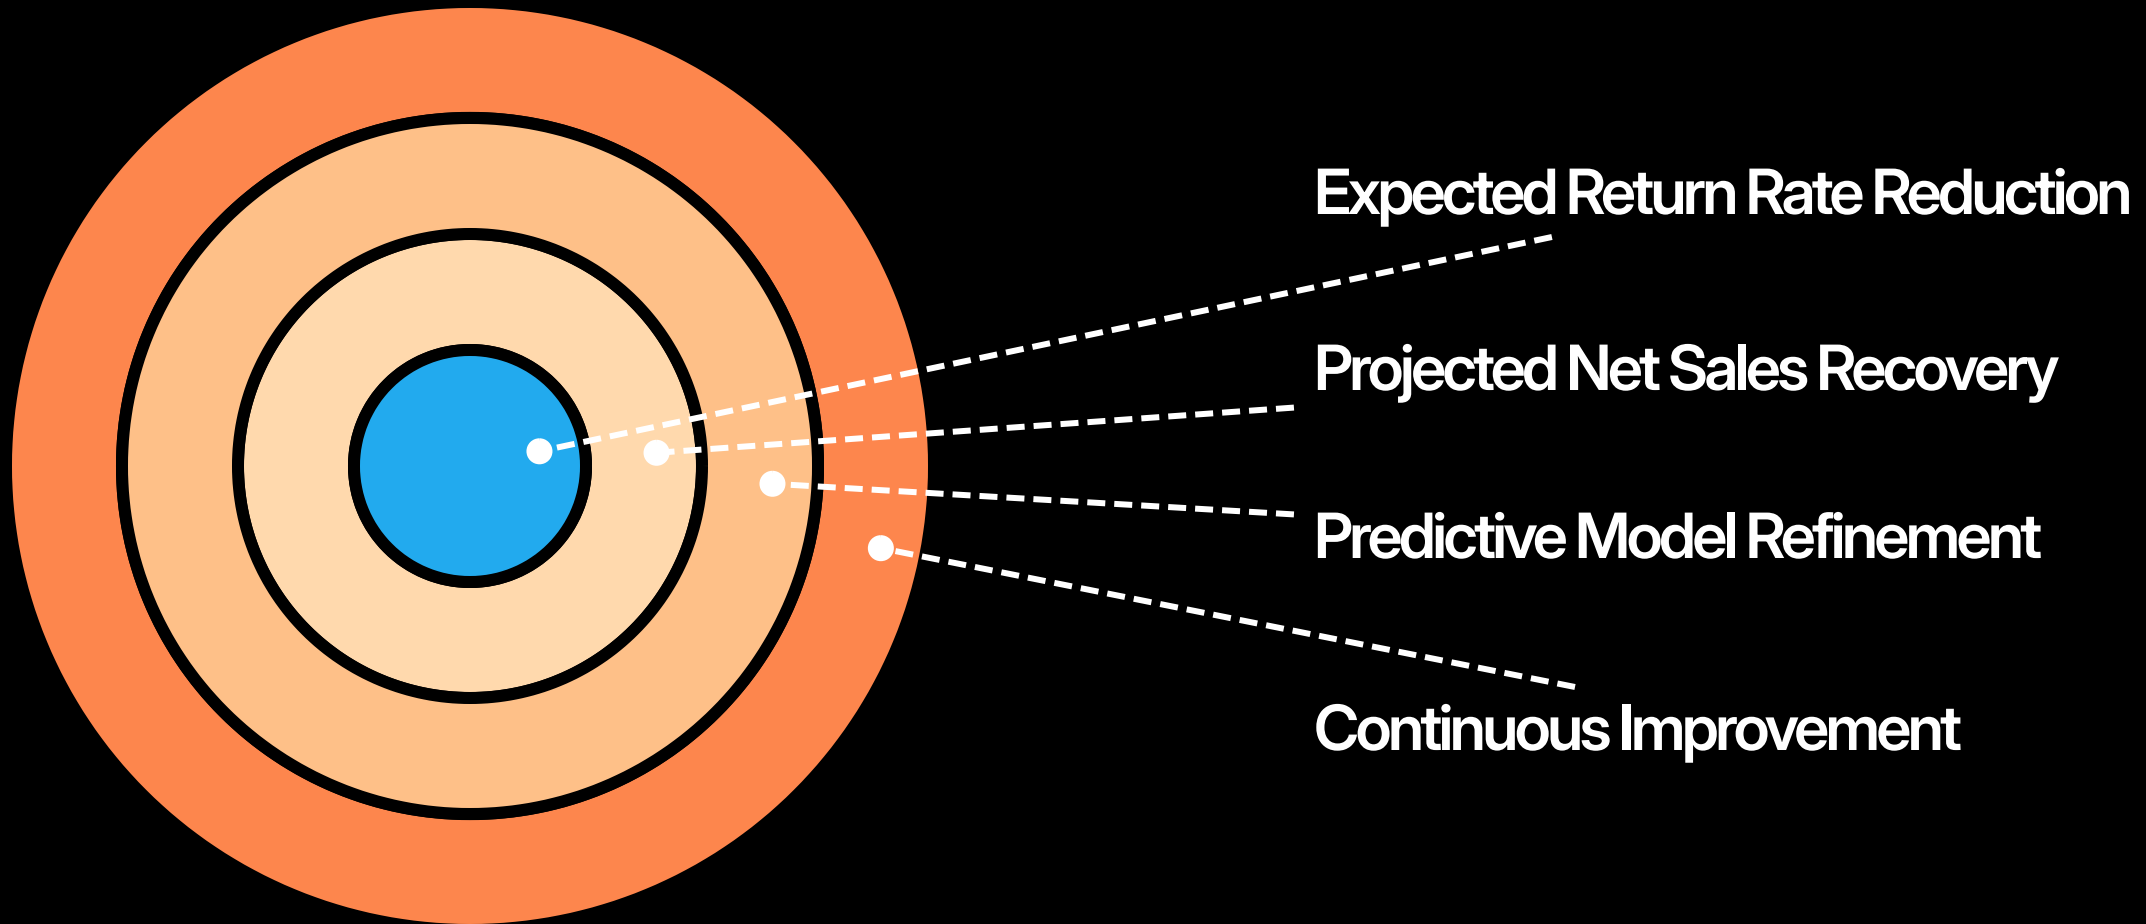 Expected Return Rate Reduction
Projected Net Sales Recovery
Predictive Model Refinement
Continuous Improvement